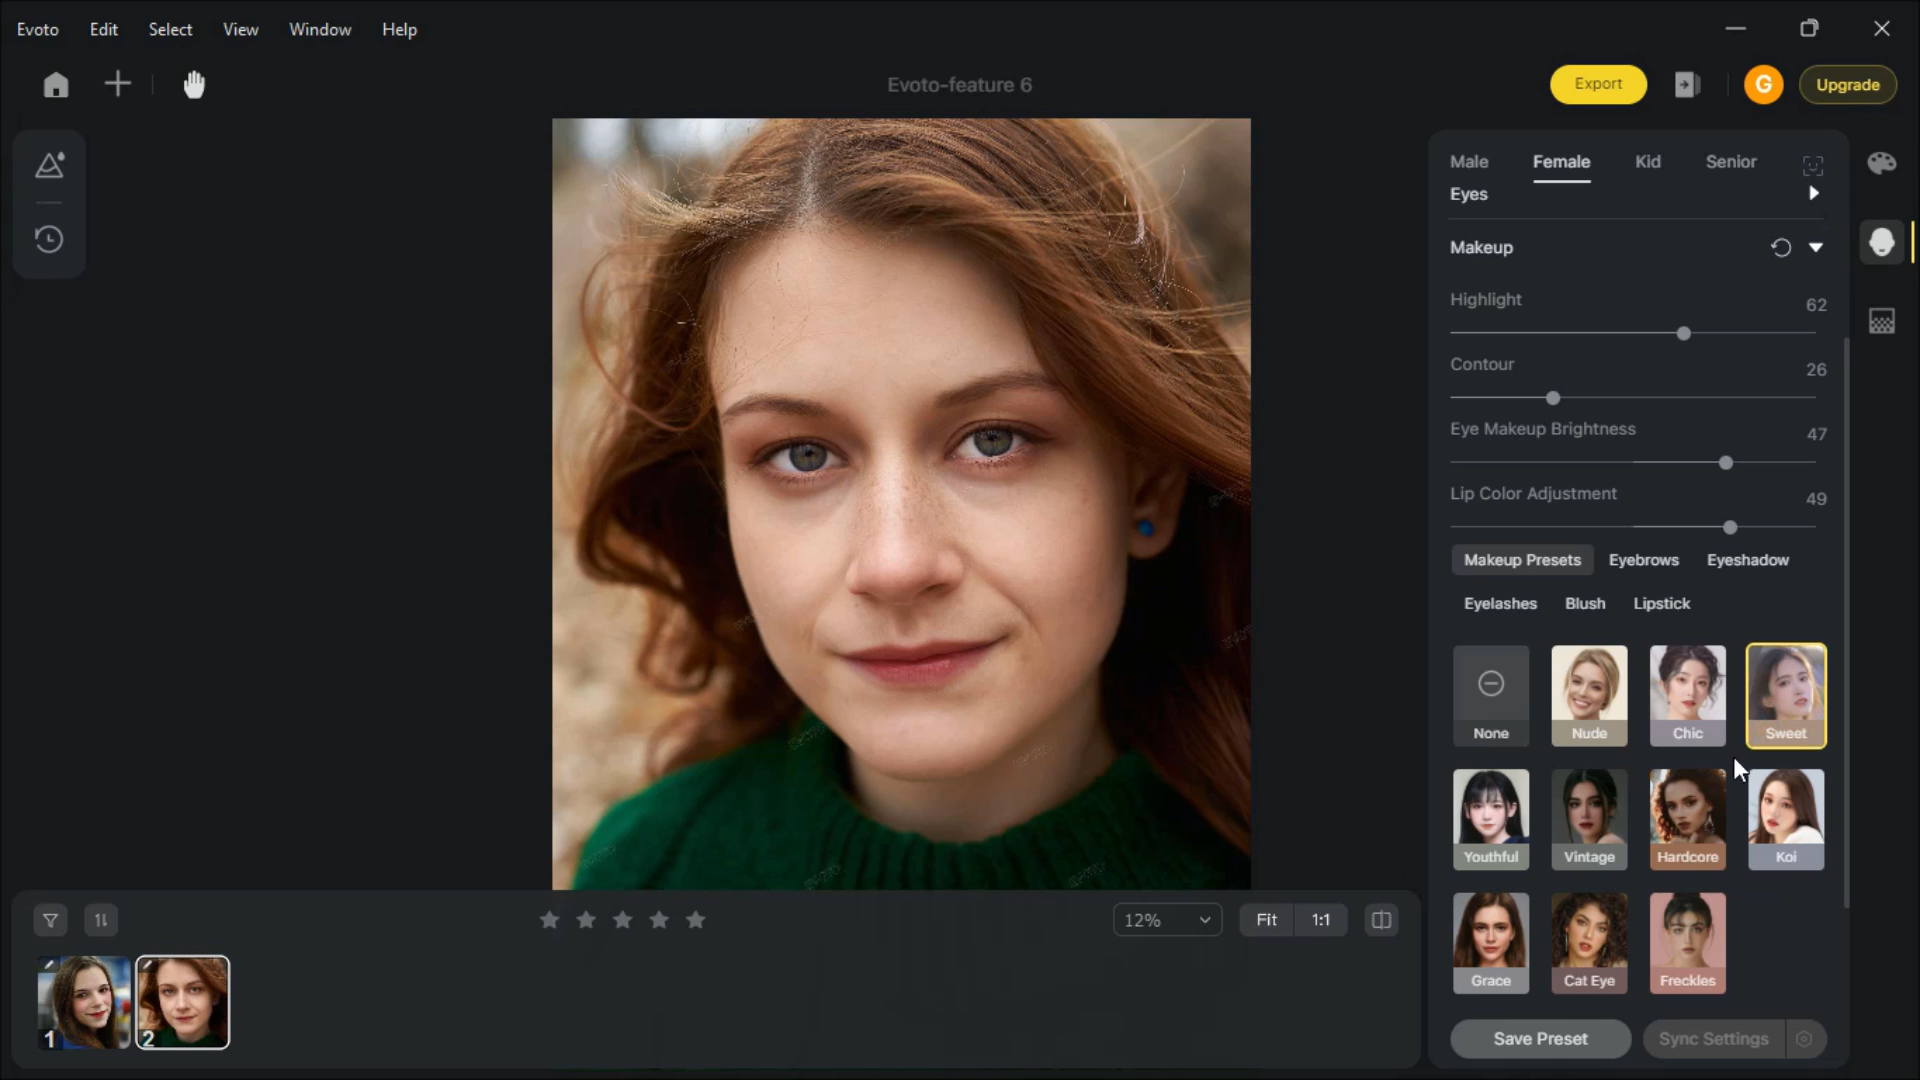 Evoto Edit Select View Window Help
Evoto-feature 6
Export
G
Upgrade
Male Female Kid Senior
Eyes
Makeup
Highlight 62
Contour 26
Eye Makeup Brightness 47
Lip Color Adjustment 49
Makeup Presets Eyebrows Eyeshadow
Eyelashes Blush Lipstick
None Nude Chic Sweet
Youthful Vintage Hardcore Koi
Grace Cat Eye Freckles
Save Preset Sync Settings
12% Fit 1:1
1 2